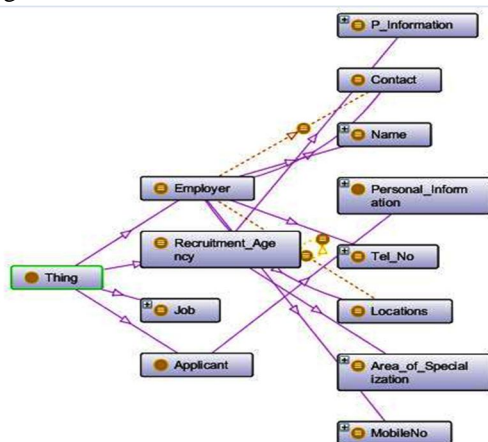 P_Information
Contact
Name
Employer
Personal_Inform
ation
Recruitment_Age
ncy
Tel_No
Thing
Job
Locations
Applicant
Area_of_Special
ization
MobileNo